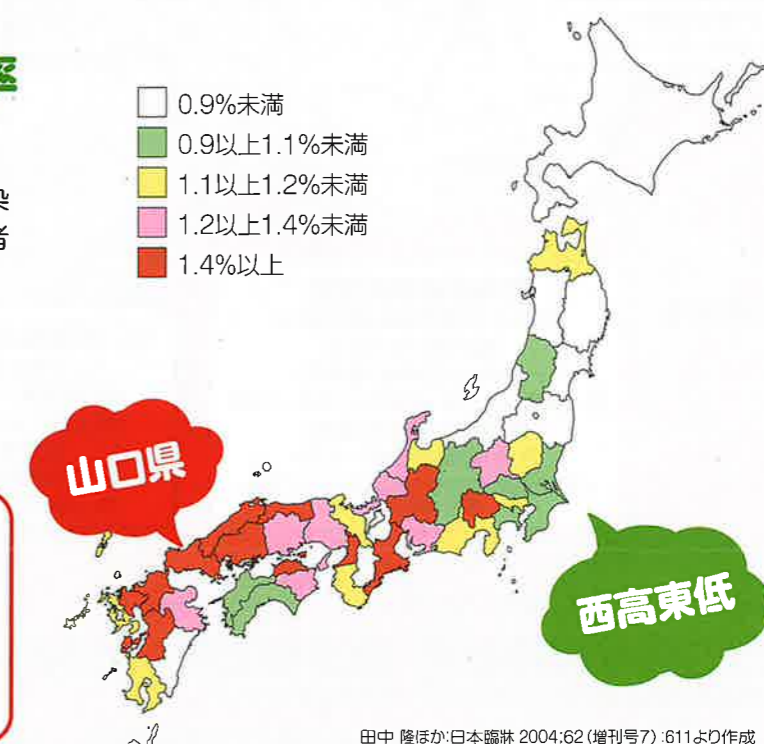 染
者
0.9%未満
0.9以上1.1%未満
1.1以上1.2%未満
1.2以上1.4%未満
1.4%以上
山口県
西高東低
田中 隆ほか:日本臨牀 2004;62(増刊号7):611より作成